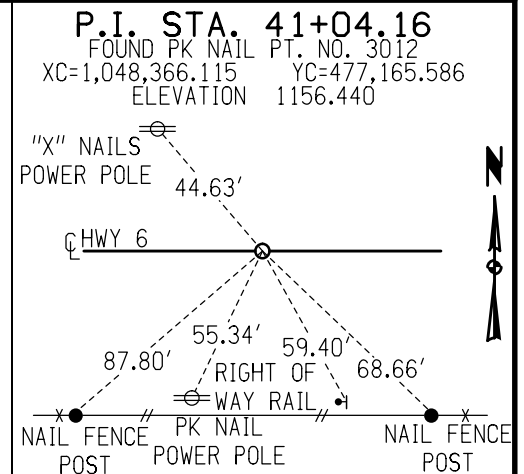 P.I. STA. 41+04.16
FOUND PK NAIL PT. NO. 3012
XC=1,048,366.115 YC=477,165.586
ELEVATION 1156.440
"X" NAILS
POWER POLE
44.63'
N
℄ HWY 6
87.80'
55.34'
59.40'
68.66'
RIGHT OF
WAY RAIL
NAIL FENCE
POST
PK NAIL
POWER POLE
NAIL FENCE
POST